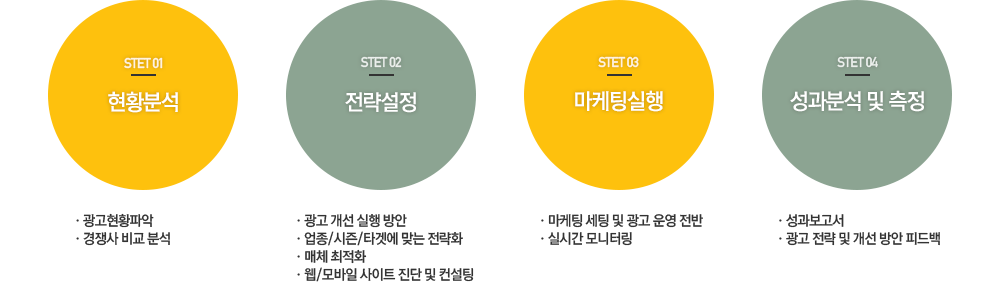 STET 01
현황분석
· 광고현황파악
· 경쟁사 비교 분석
STET 02
전략설정
· 광고 개선 실행 방안
· 업종/시즌/타겟에 맞는 전략화
· 매체 최적화
· 웹/모바일 사이트 진단 및 컨설팅
STET 03
마케팅실행
· 마케팅 세팅 및 광고 운영 전반
· 실시간 모니터링
STET 04
성과분석 및 측정
· 성과보고서
· 광고 전략 및 개선 방안 피드백